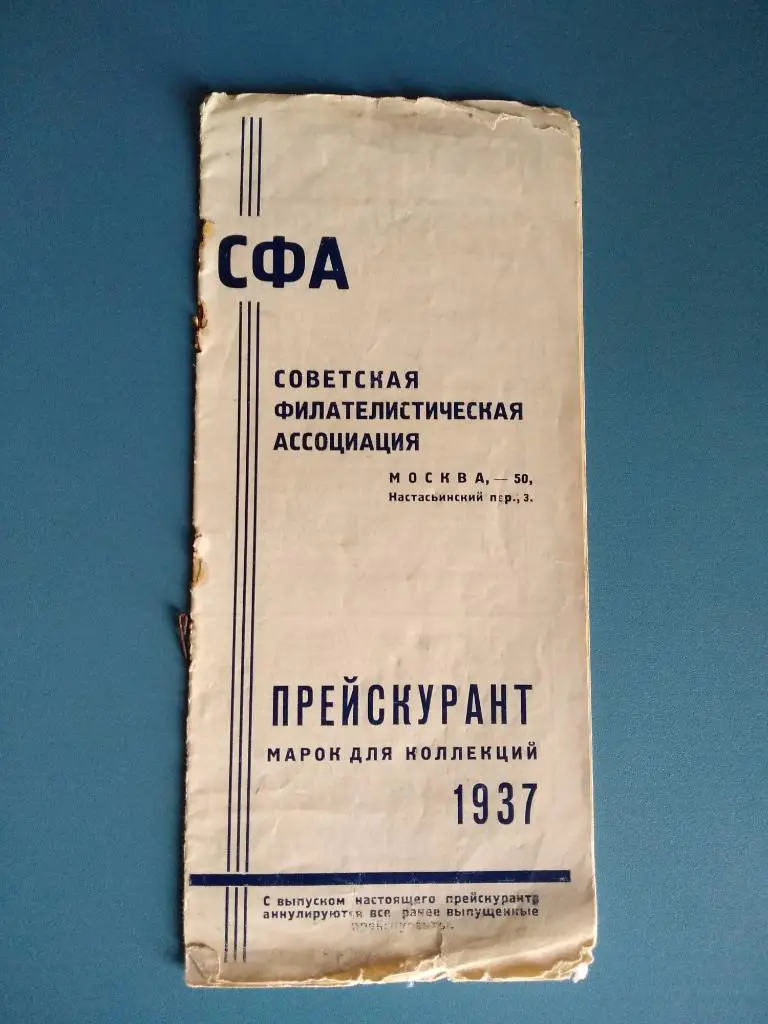 СФА
СОВЕТСКАЯ
ФИЛАТЕЛИСТИЧЕСКАЯ
АССОЦИАЦИЯ
МОСКВА, — 50,
Настасьинский пер., 3.
ПРЕЙСКУРАНТ
МАРОК ДЛЯ КОЛЛЕКЦИЙ
1937
С выпуском настоящего прейскуранта
аннулируются все ранее выпущенные
прейскуранты.